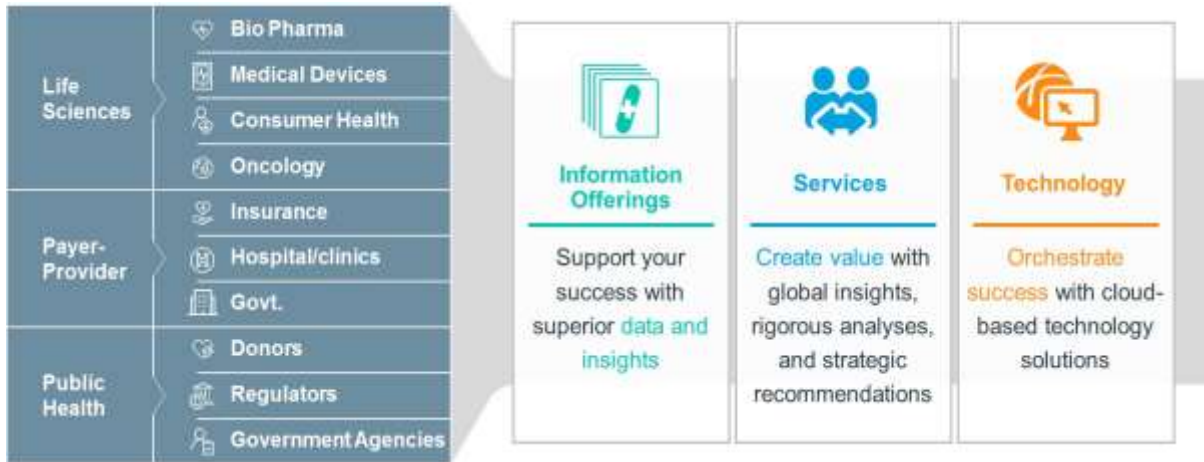 Life
Sciences
Bio Pharma
Medical Devices
Consumer Health
Oncology
Payer-
Provider
Insurance
Hospital/clinics
Govt.
Public
Health
Donors
Regulators
Government Agencies
Information
Offerings
Support your
success with
superior data and
insights
Services
Create value with
global insights,
rigorous analyses,
and strategic
recommendations
Technology
Orchestrate
success with cloud-
based technology
solutions